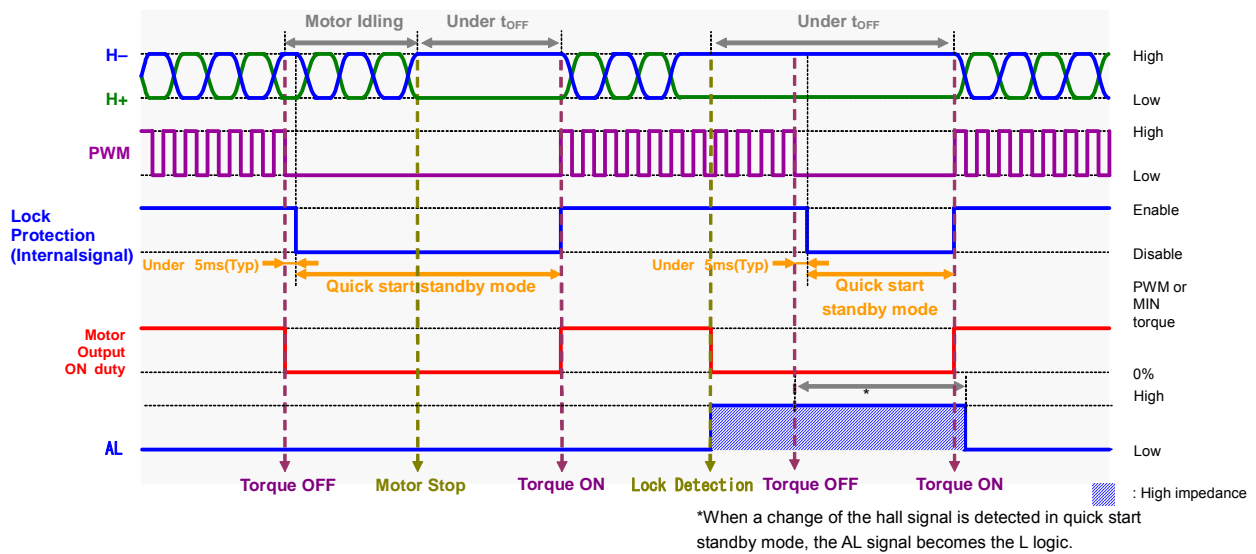 Motor Idling
Under tOFF
Under tOFF
H–
High
H+
Low
High
PWM
Low
Lock
Protection
(Internalsignal)
Enable
Disable
Under 5ms(Typ)
Under 5ms(Typ)
Quick start standby mode
Quick start
standby mode
PWM or
MIN
torque
Motor
Output
ON duty
0%
*
High
AL
Low
Torque OFF
Motor Stop
Torque ON
Lock Detection
Torque OFF
Torque ON
: High impedance
*When a change of the hall signal is detected in quick start
standby mode, the AL signal becomes the L logic.